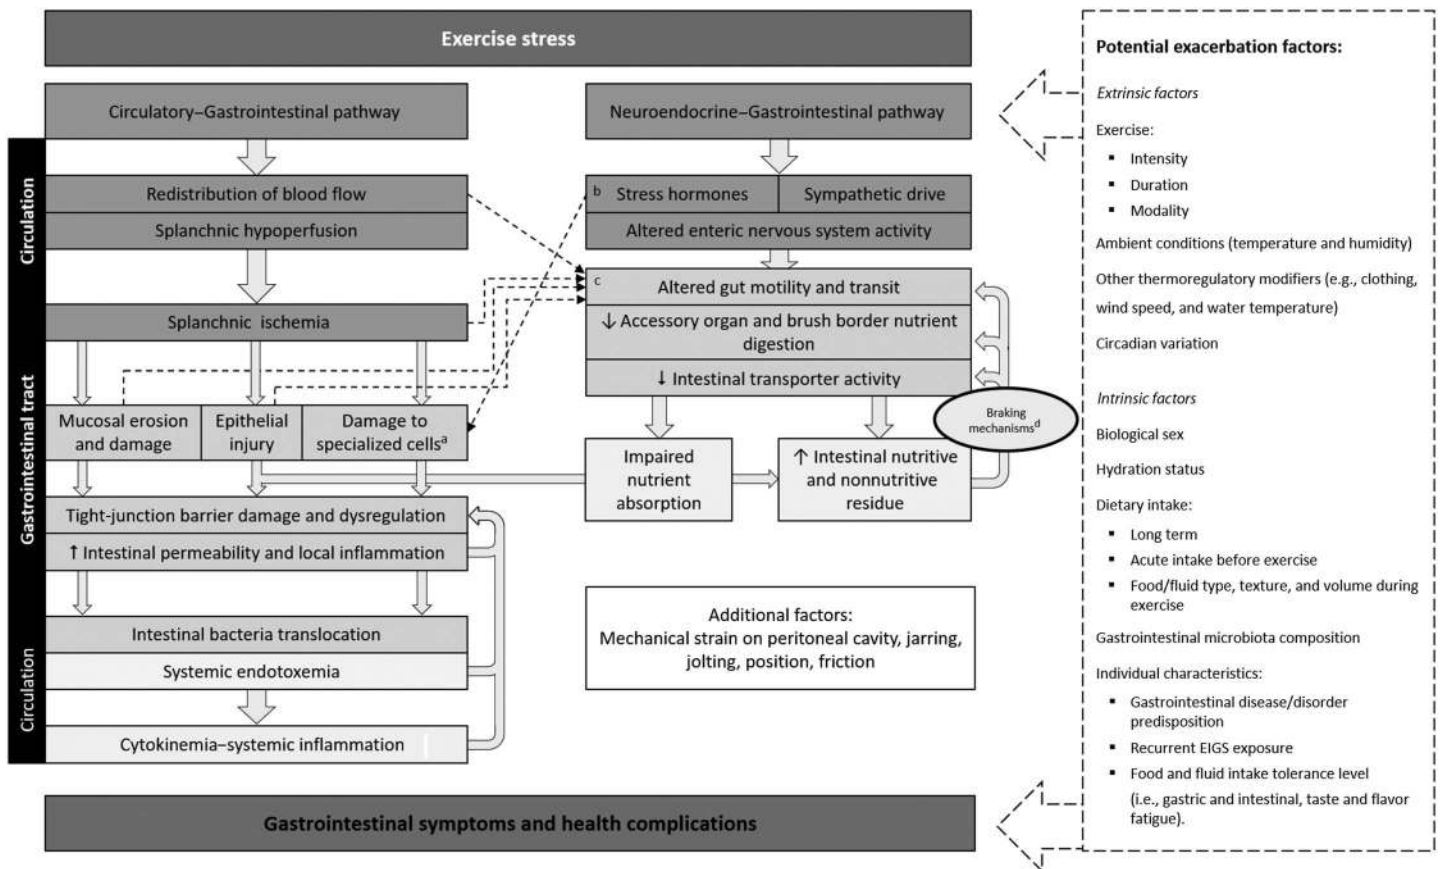 Exercise stress
Circulatory–Gastrointestinal pathway
Neuroendocrine–Gastrointestinal pathway
Circulation
Redistribution of blood flow
Splanchnic hypoperfusion
b Stress hormones
Sympathetic drive
Altered enteric nervous system activity
Gastrointestinal tract
Splanchnic ischemia
c Altered gut motility and transit
↓ Accessory organ and brush border nutrient
digestion
↓ Intestinal transporter activity
Mucosal erosion
and damage
Epithelial
injury
Damage to
specialized cellsª
Braking
mechanismsᵈ
Impaired
nutrient
absorption
↑ Intestinal nutritive
and nonnutritive
residue
Tight-junction barrier damage and dysregulation
↑ Intestinal permeability and local inflammation
Circulation
Intestinal bacteria translocation
Systemic endotoxemia
Cytokinemia–systemic inflammation
Additional factors:
Mechanical strain on peritoneal cavity, jarring,
jolting, position, friction
Gastrointestinal symptoms and health complications
Potential exacerbation factors:
Extrinsic factors
Exercise:
▪ Intensity
▪ Duration
▪ Modality
Ambient conditions (temperature and humidity)
Other thermoregulatory modifiers (e.g., clothing,
wind speed, and water temperature)
Circadian variation
Intrinsic factors
Biological sex
Hydration status
Dietary intake:
▪ Long term
▪ Acute intake before exercise
▪ Food/fluid type, texture, and volume during
exercise
Gastrointestinal microbiota composition
Individual characteristics:
▪ Gastrointestinal disease/disorder
predisposition
▪ Recurrent EIGS exposure
▪ Food and fluid intake tolerance level
(i.e., gastric and intestinal, taste and flavor
fatigue).